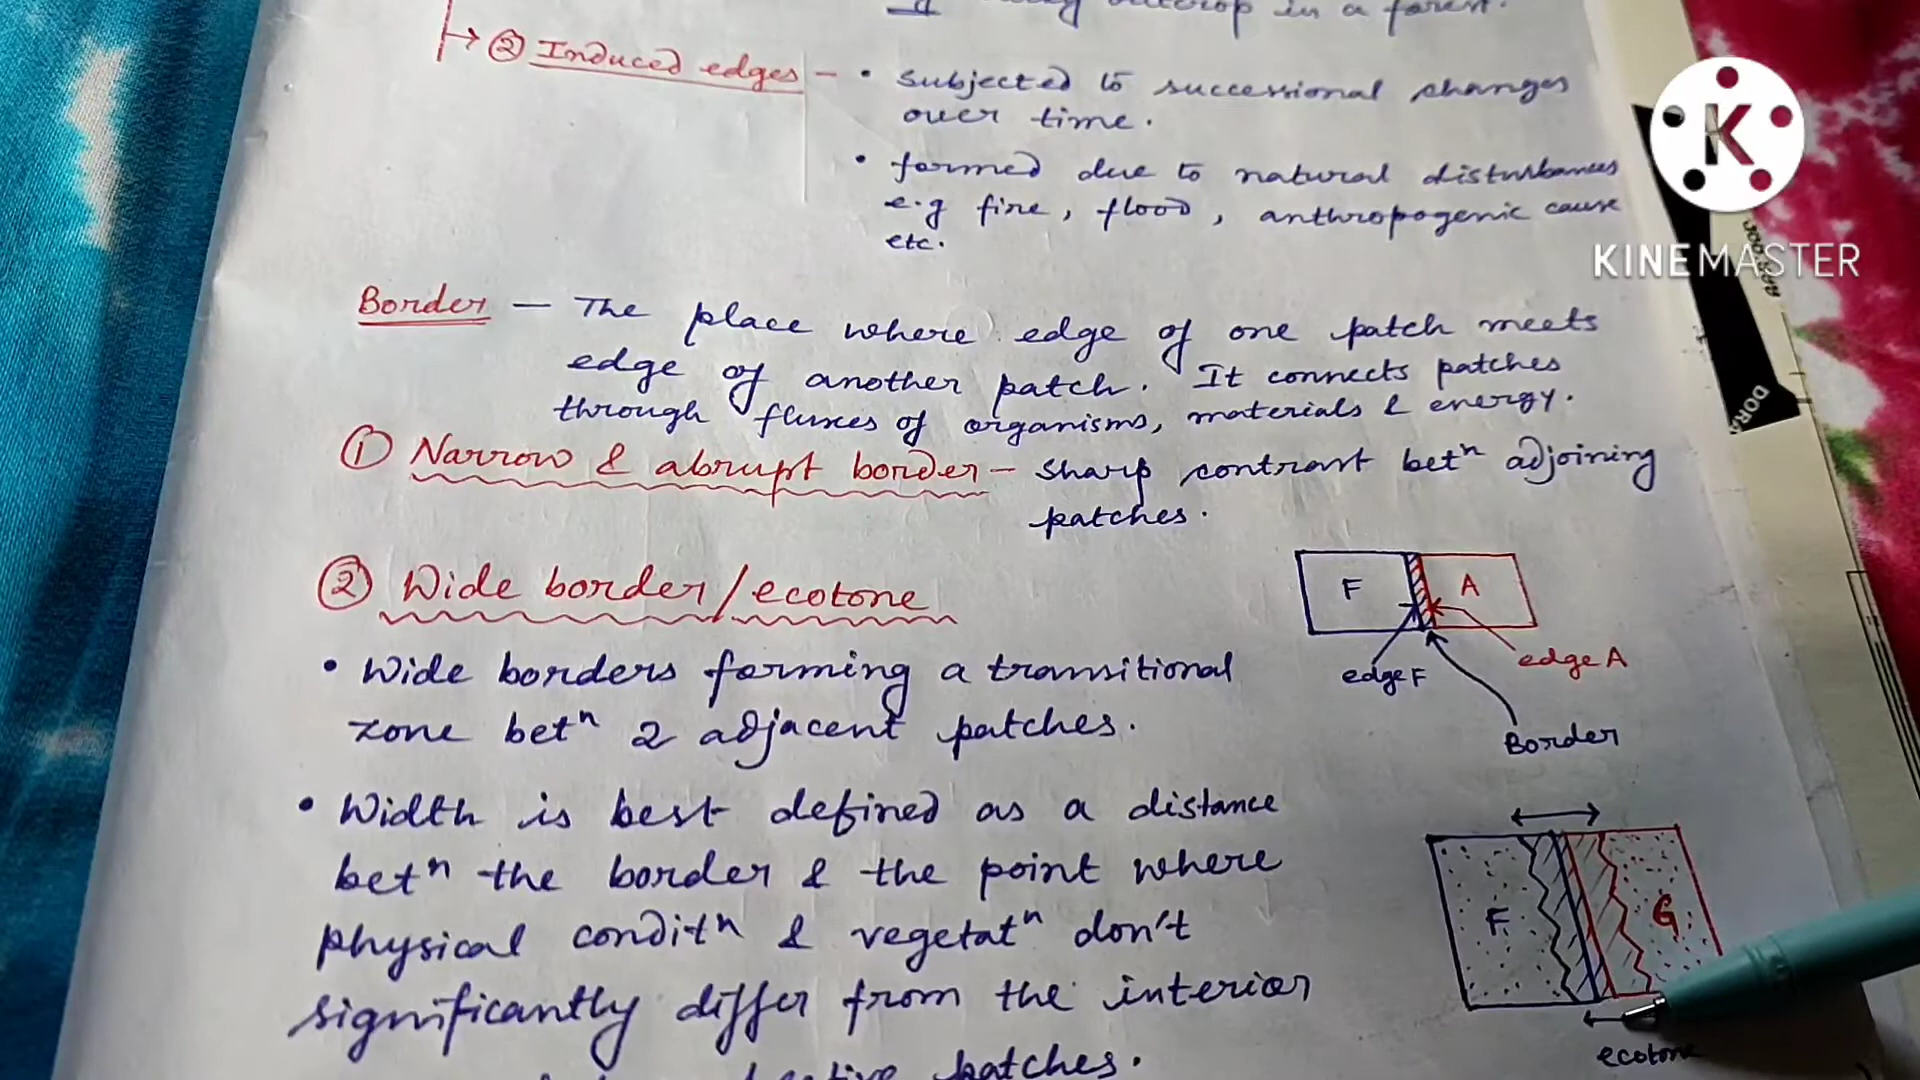 in a forest.
② Induced edges - • subjected to successional changes
over time.
• formed due to natural disturbances
e.g fire, flood, anthropogenic cause
etc.
Border - The place where edge of one patch meets
edge of another patch. It connects patches
through fluxes of organisms, materials & energy.
① Narrow & abrupt border - sharp contrast betⁿ adjoining
patches.
② Wide border/ecotone
• Wide borders forming a transitional
zone betⁿ 2 adjacent patches.
• Width is best defined as a distance
betⁿ the border & the point where
physical conditⁿ & vegetatⁿ don't
significantly differ from the interior
patches.
F A
edge F
edge A
Border
F G
ecotone
K
KINEMASTER
DOR